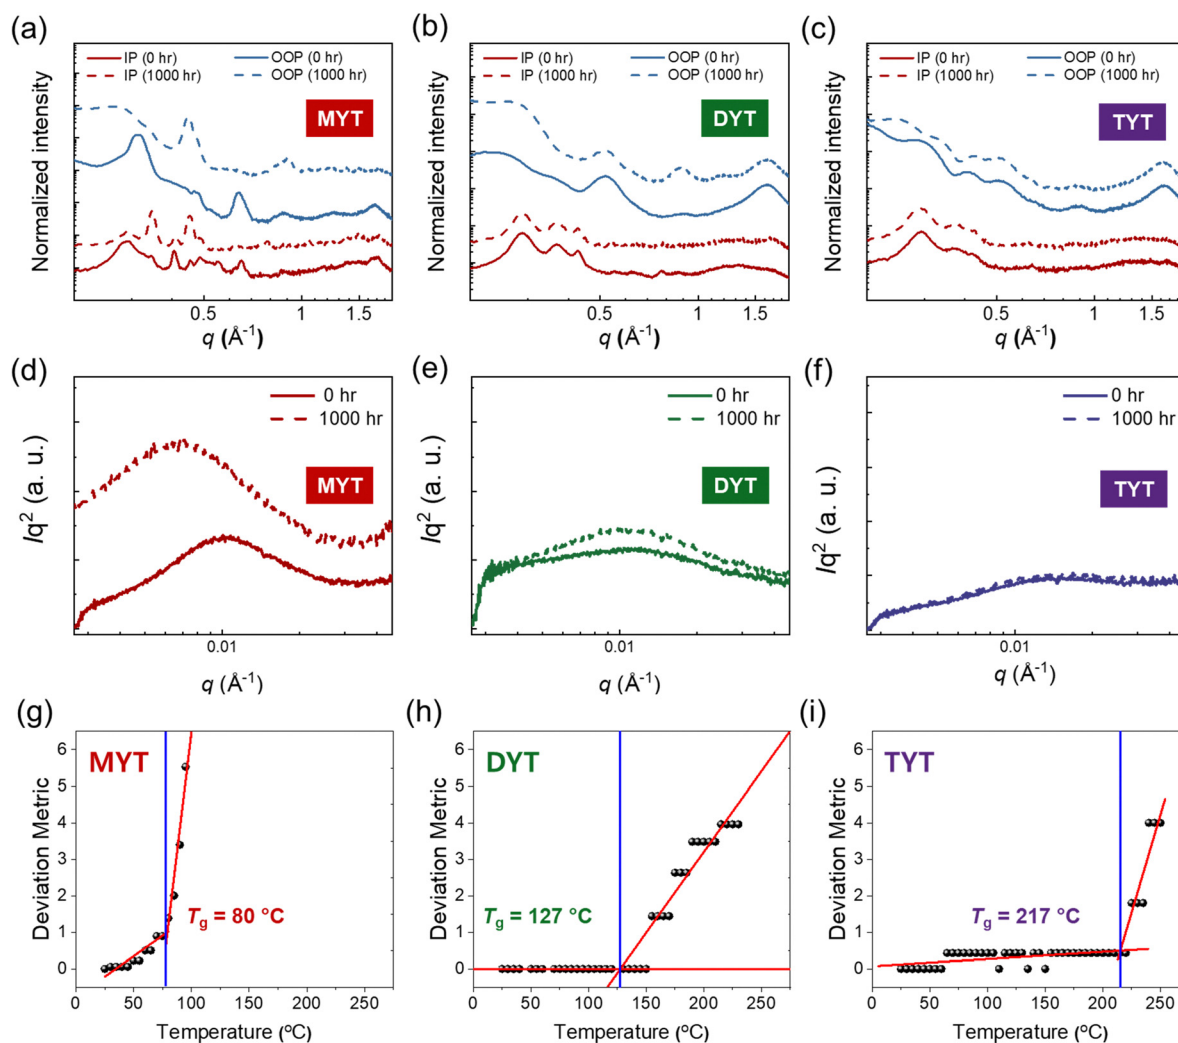 (a)
IP (0 hr)
OOP (0 hr)
IP (1000 hr)
OOP (1000 hr)
MYT
Normalized intensity
0.5
1
1.5
q (Å-1)
(b)
IP (0 hr)
OOP (0 hr)
IP (1000 hr)
OOP (1000 hr)
DYT
Normalized intensity
0.5
1
1.5
q (Å-1)
(c)
IP (0 hr)
OOP (0 hr)
IP (1000 hr)
OOP (1000 hr)
TYT
Normalized intensity
0.5
1
1.5
q (Å-1)
(d)
0 hr
1000 hr
MYT
Iq2 (a. u.)
0.01
q (Å-1)
(e)
0 hr
1000 hr
DYT
Iq2 (a. u.)
0.01
q (Å-1)
(f)
0 hr
1000 hr
TYT
Iq2 (a. u.)
0.01
q (Å-1)
(g)
MYT
Tg = 80 °C
Deviation Metric
6
5
4
3
2
1
0
0 50 100 150 200 250
Temperature (ºC)
(h)
DYT
Tg = 127 °C
Deviation Metric
6
5
4
3
2
1
0
0 50 100 150 200 250
Temperature (ºC)
(i)
TYT
Tg = 217 °C
Deviation Metric
6
5
4
3
2
1
0
0 50 100 150 200 250
Temperature (ºC)